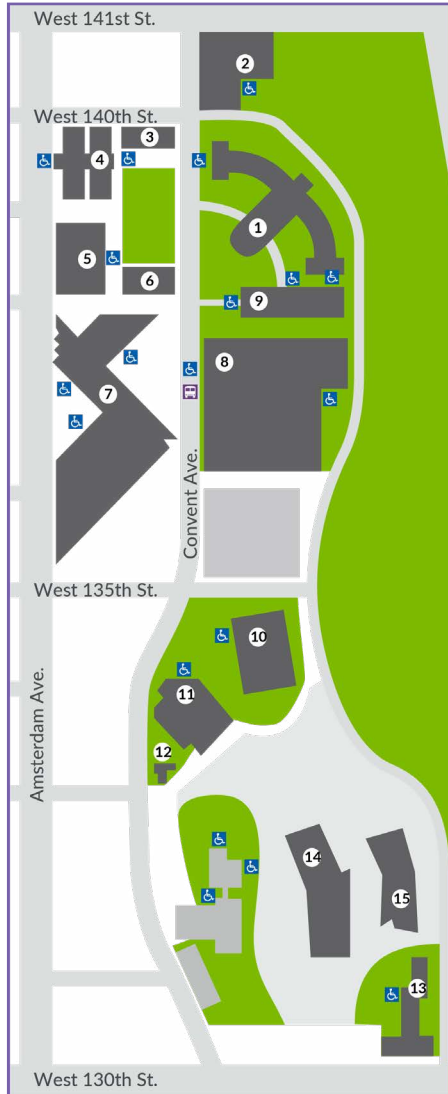 West 141st St.
2
West 140th St.
3
4
1
5
6
9
8
7
Convent Ave.
West 135th St.
10
11
Amsterdam Ave.
12
14
15
13
West 130th St.